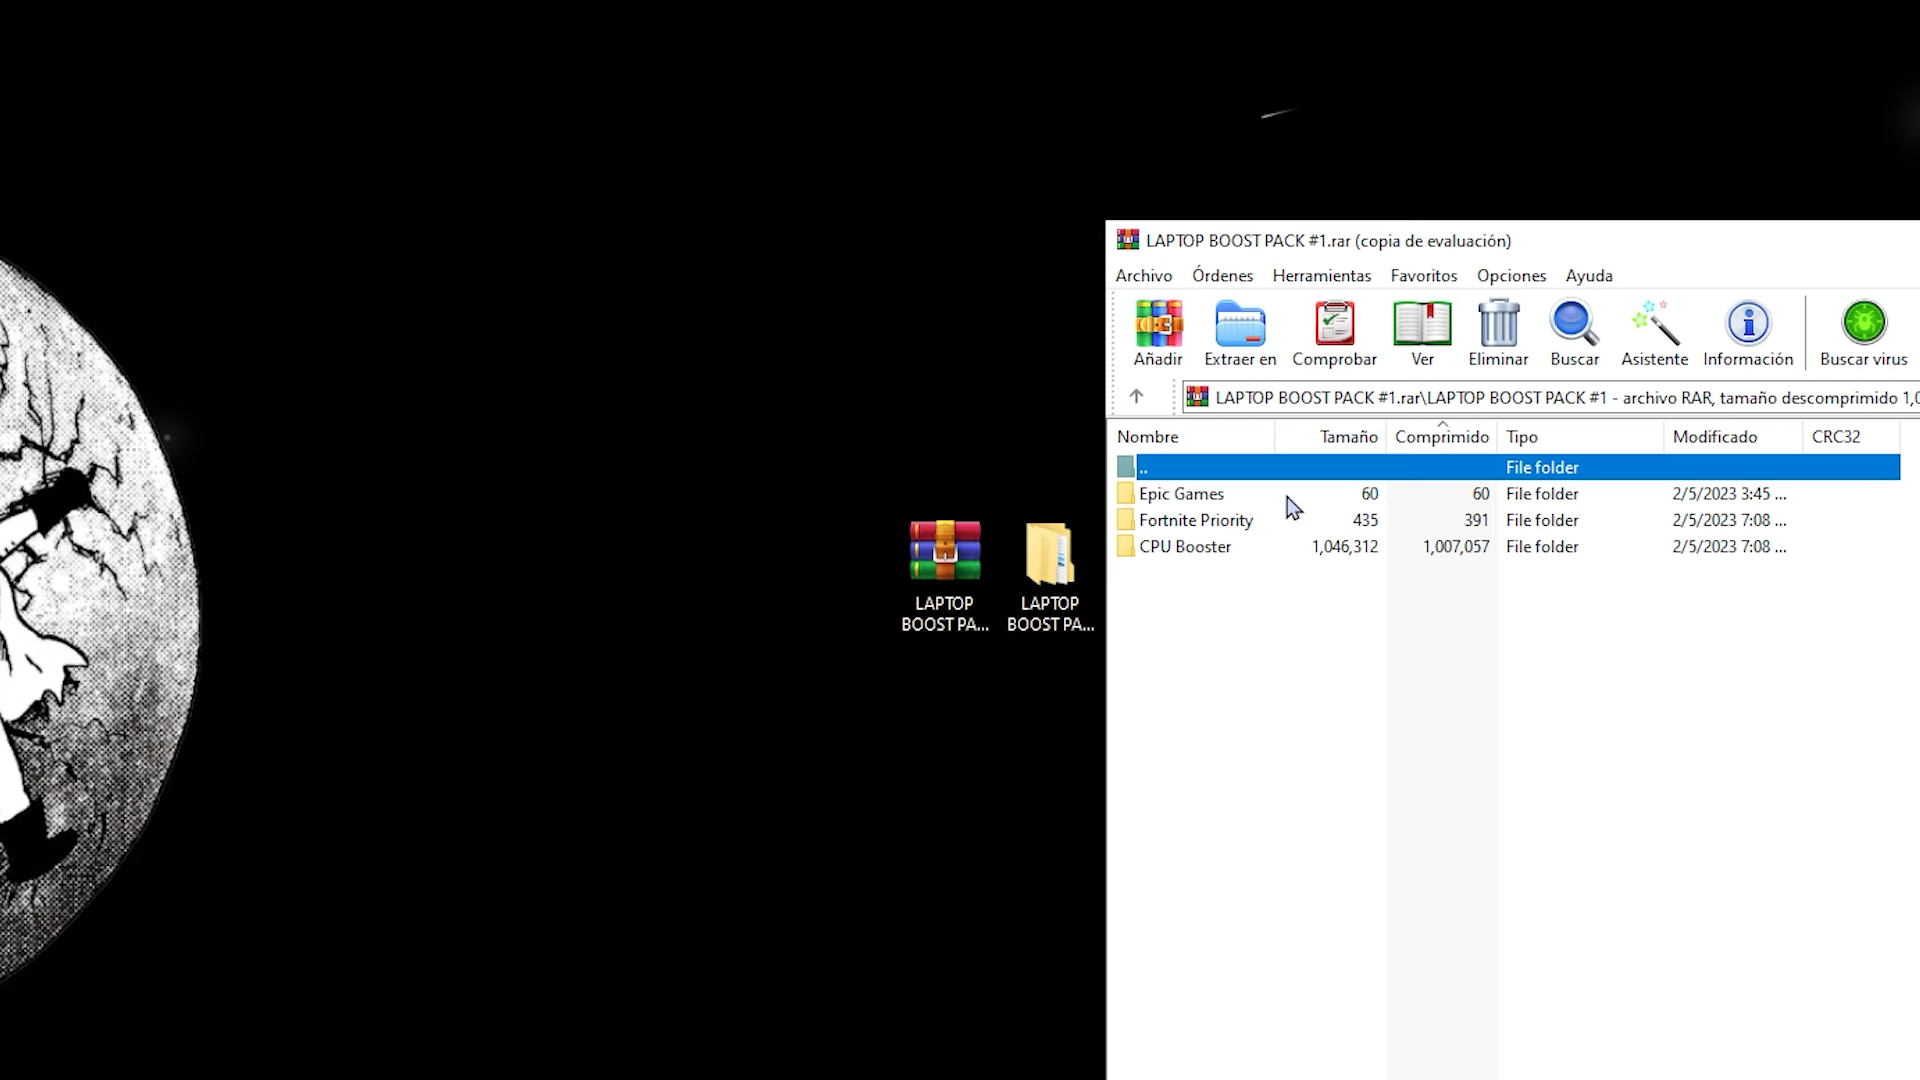 LAPTOP BOOST PACK #1.rar (copia de evaluación)
Archivo Órdenes Herramientas Favoritos Opciones Ayuda
Añadir Extraer en Comprobar Ver Eliminar Buscar Asistente Información Buscar virus
LAPTOP BOOST PACK #1.rar\LAPTOP BOOST PACK #1 - archivo RAR, tamaño descomprimido 1,0
Nombre Tamaño Comprimido Tipo Modificado CRC32
.. File folder
Epic Games 60 60 File folder 2/5/2023 3:45 ...
Fortnite Priority 435 391 File folder 2/5/2023 7:08 ...
CPU Booster 1,046,312 1,007,057 File folder 2/5/2023 7:08 ...
LAPTOP
BOOST PA...
LAPTOP
BOOST PA...